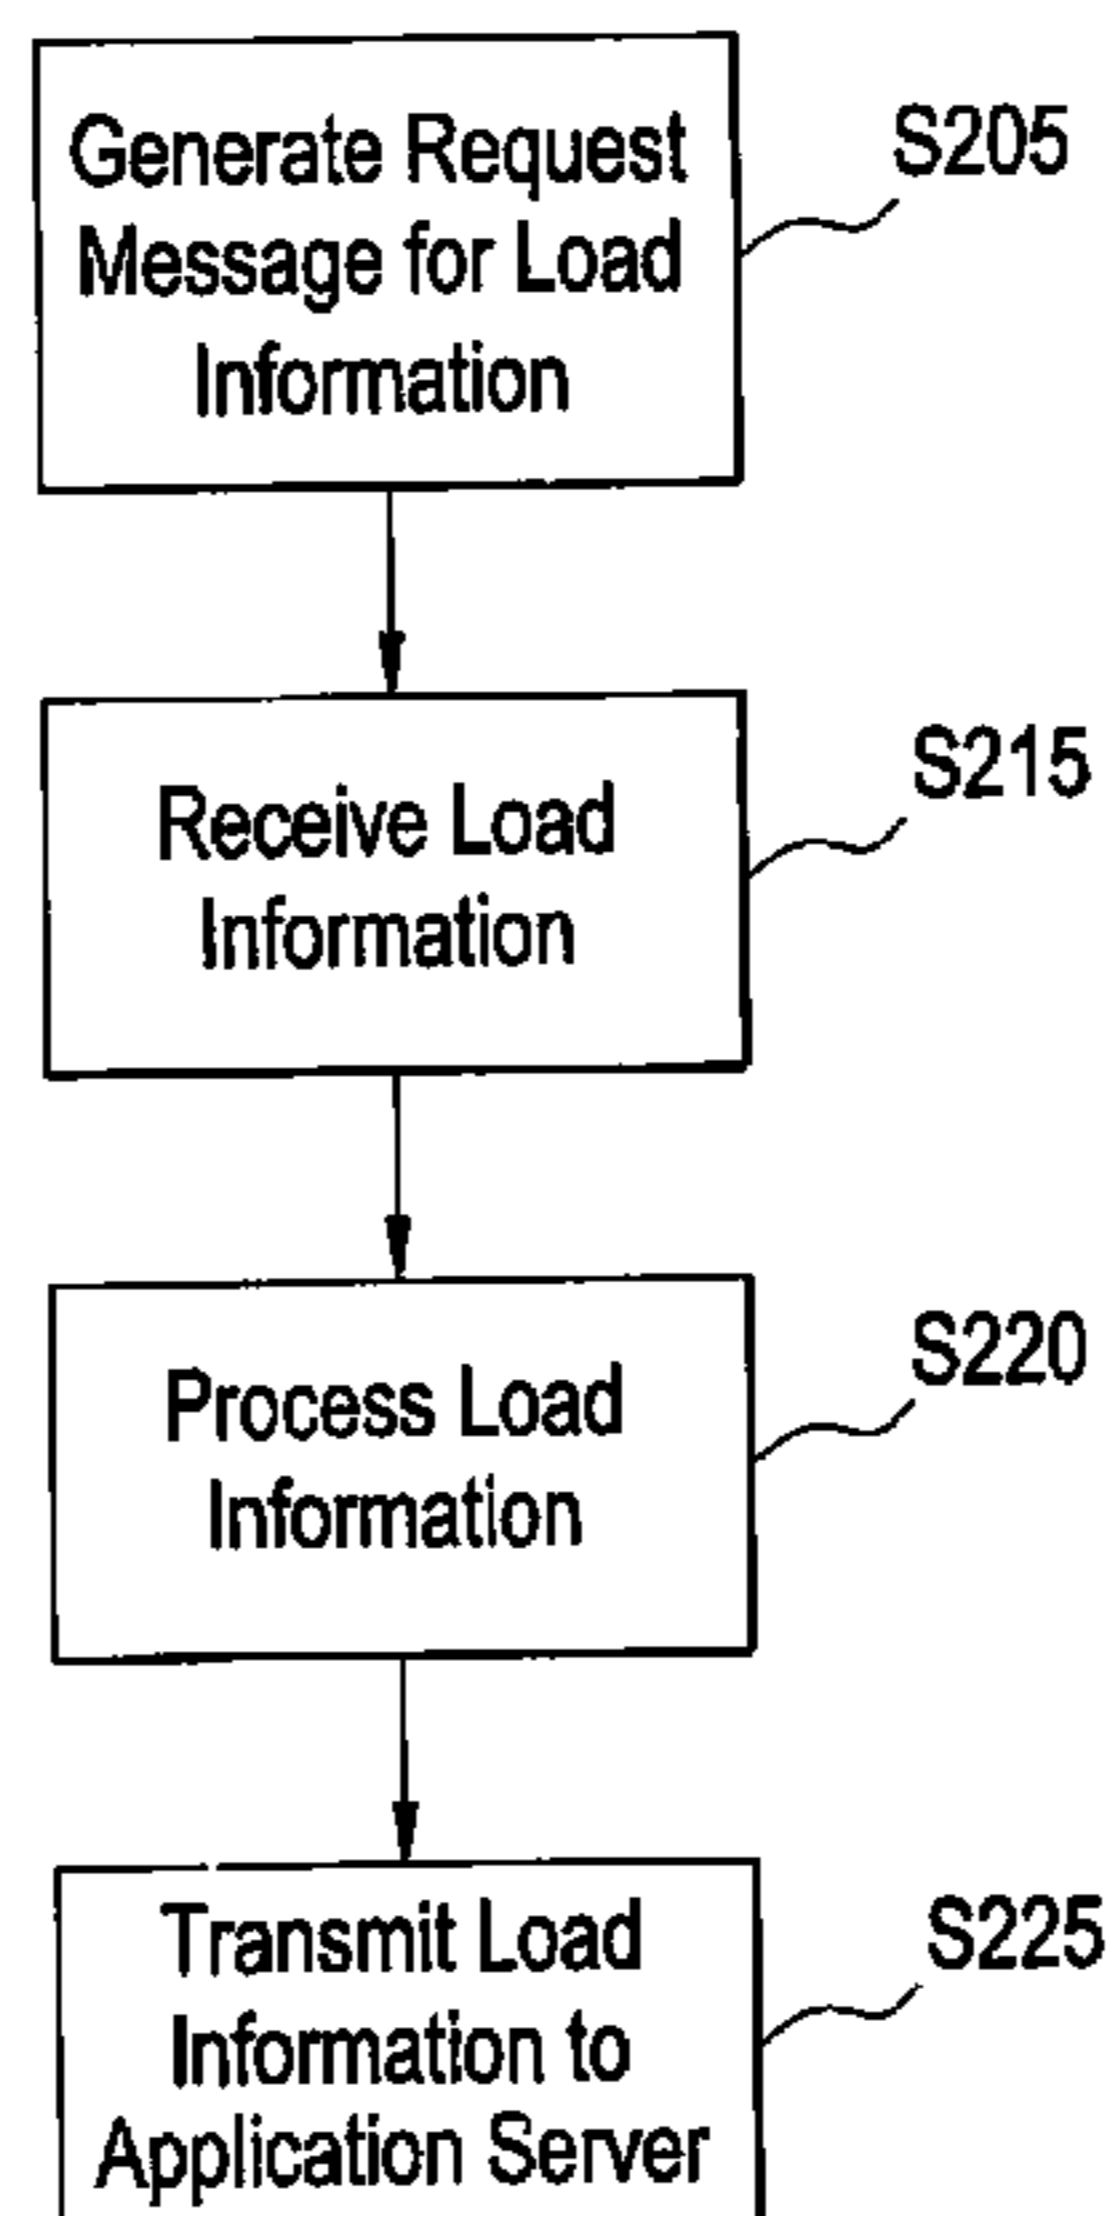 Generate Request
Message for Load
Information
S205
Receive Load
Information
S215
Process Load
Information
S220
Transmit Load
Information to
Application Server
S225